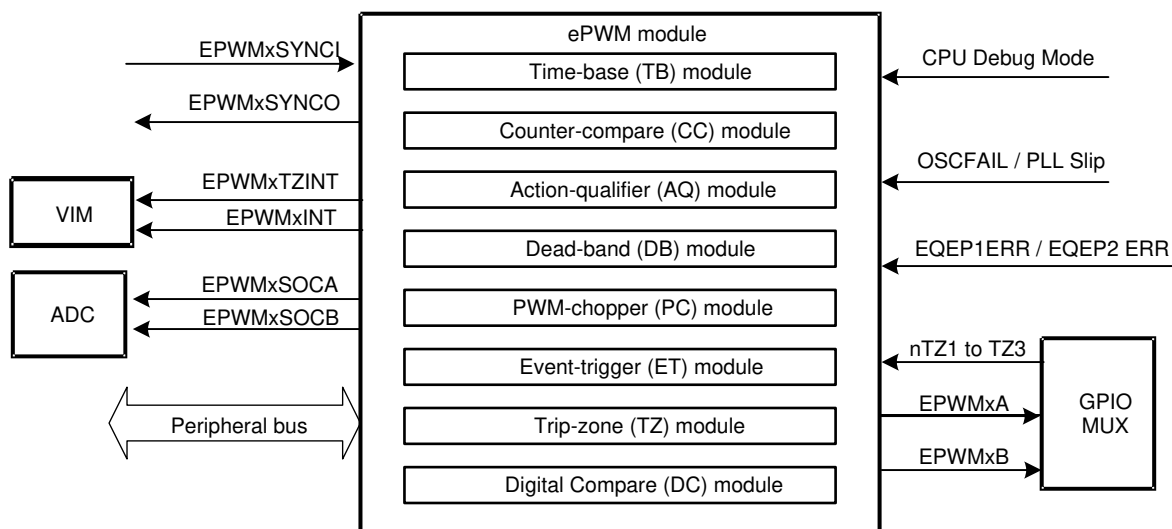 ePWM module
EPWMxSYNCI
Time-base (TB) module
CPU Debug Mode
EPWMxSYNCO
Counter-compare (CC) module
OSCFAIL / PLL Slip
EPWMxTZINT
Action-qualifier (AQ) module
VIM
EPWMxINT
Dead-band (DB) module
EQEP1ERR / EQEP2 ERR
EPWMxSOCA
ADC
PWM-chopper (PC) module
EPWMxSOCB
nTZ1 to TZ3
Event-trigger (ET) module
EPWMxA
GPIO
MUX
Peripheral bus
Trip-zone (TZ) module
EPWMxB
Digital Compare (DC) module